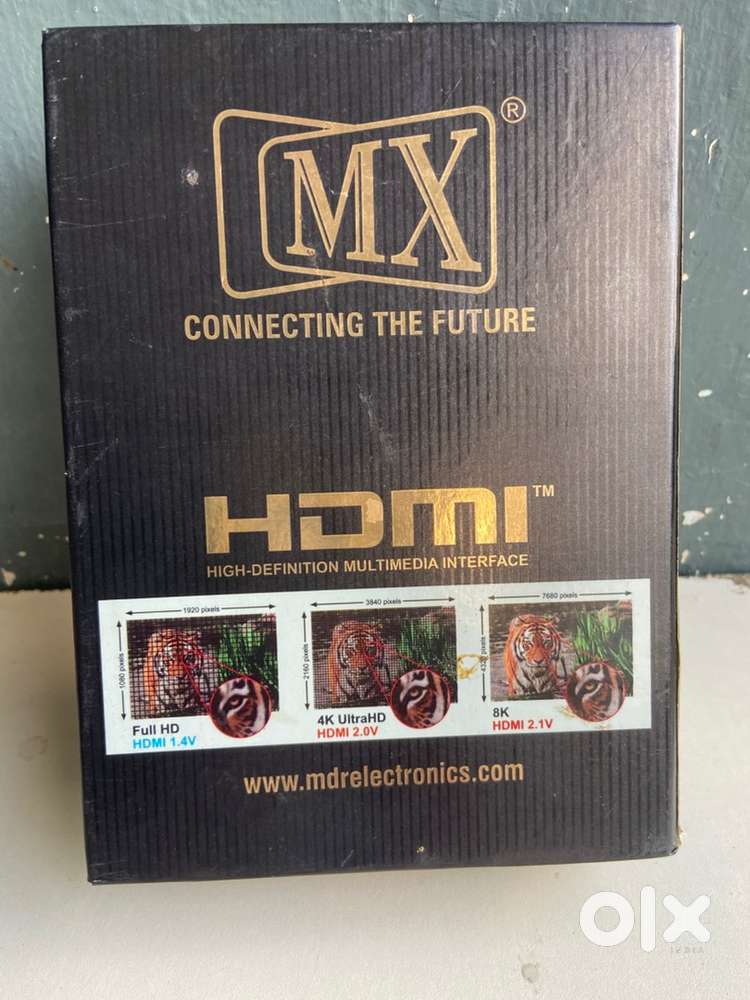 MX®
CONNECTING THE FUTURE
HDMI™
HIGH-DEFINITION MULTIMEDIA INTERFACE
1920 pixels
1080 pixels
Full HD
HDMI 1.4V
3840 pixels
2160 pixels
4K UltraHD
HDMI 2.0V
7680 pixels
8K
HDMI 2.1V
www.mdrelectronics.com
olx
INDIA